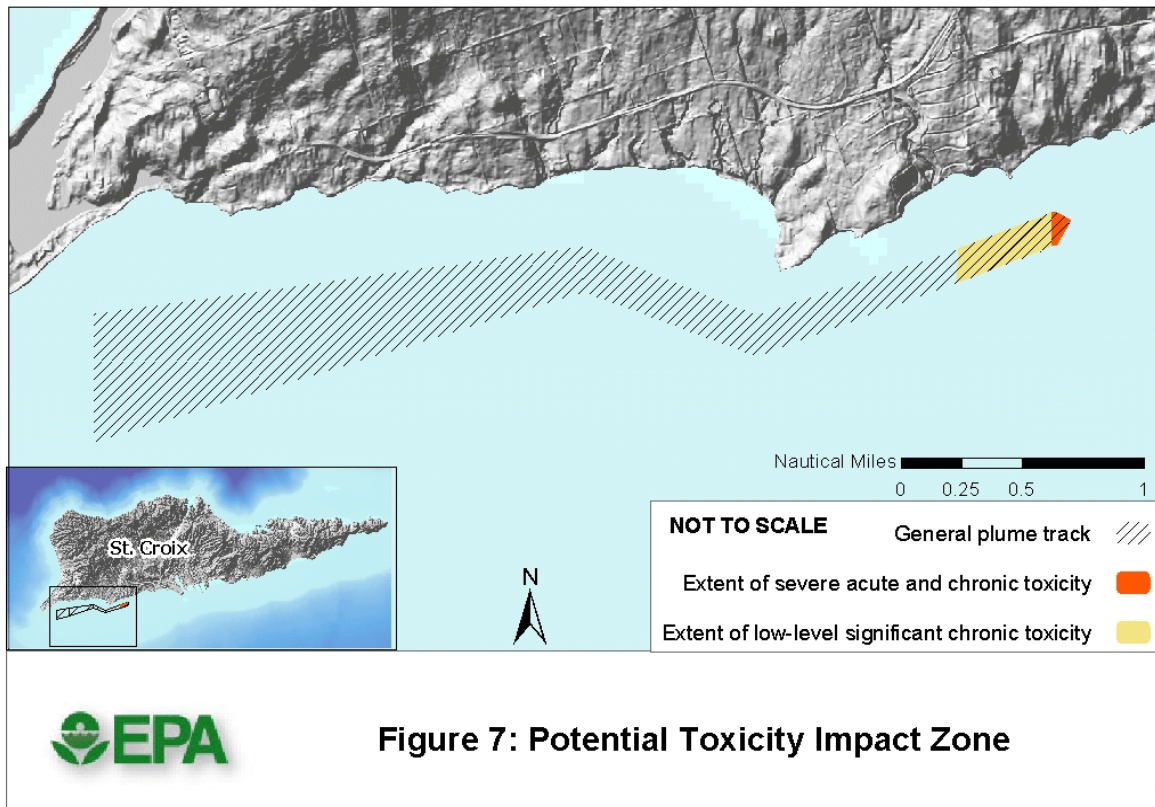 Nautical Miles
0 0.25 0.5 1
NOT TO SCALE
General plume track
Extent of severe acute and chronic toxicity
Extent of low-level significant chronic toxicity
St. Croix
N
EPA
Figure 7: Potential Toxicity Impact Zone